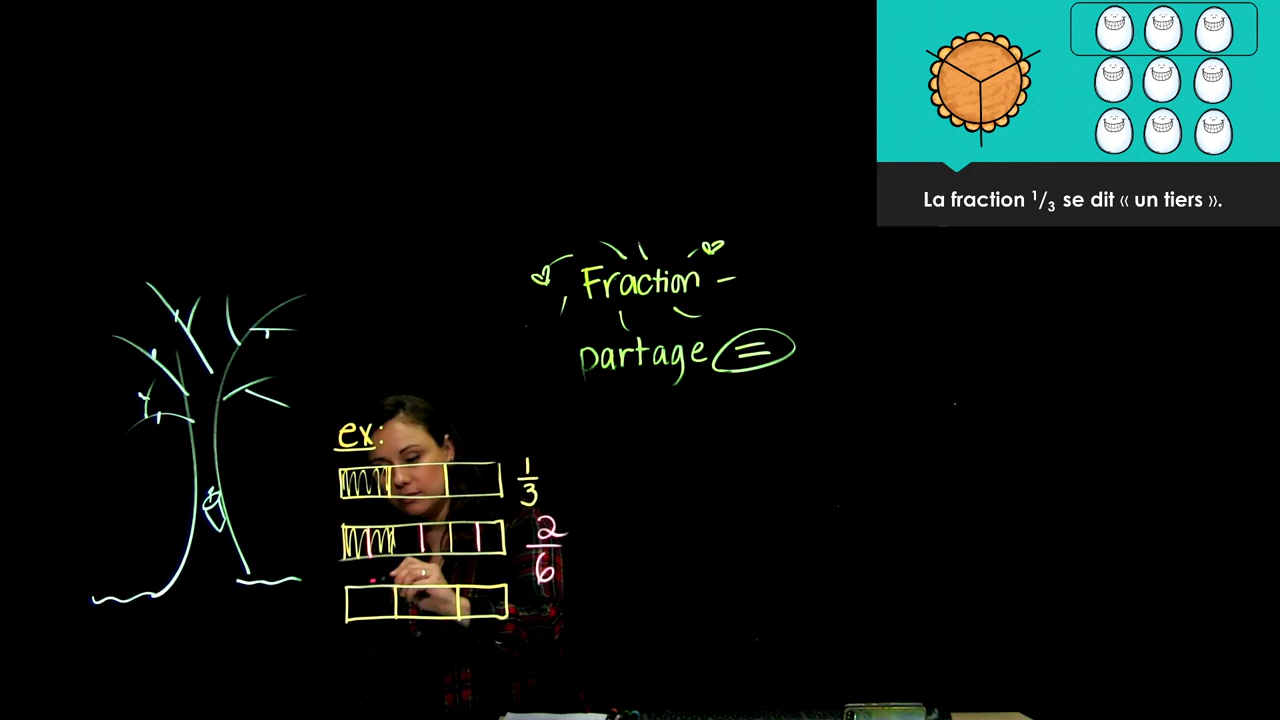 La fraction 1/3 se dit « un tiers ».
Fraction
partage =
ex:
1/3
2/6